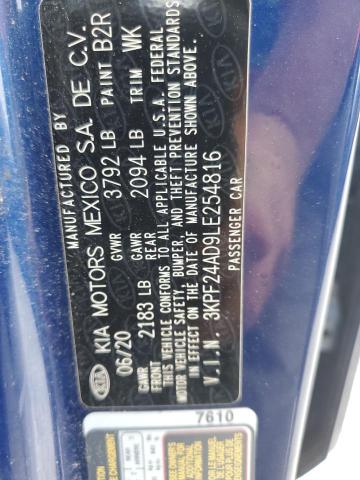 MANUFACTURED BY
KIA KIA MOTORS MEXICO S.A. DE C.V.
06/20 GVWR 3792 LB PAINT B2R
GAWR FRONT 2183 LB GAWR REAR 2094 LB TRIM WK
THIS VEHICLE CONFORMS TO ALL APPLICABLE U.S.A. FEDERAL
MOTOR VEHICLE SAFETY, BUMPER, AND THEFT PREVENTION STANDARDS
IN EFFECT ON THE DATE OF MANUFACTURE SHOWN ABOVE.
V.I.N. 3KPF24AD9LE254816
PASSENGER CAR
7610